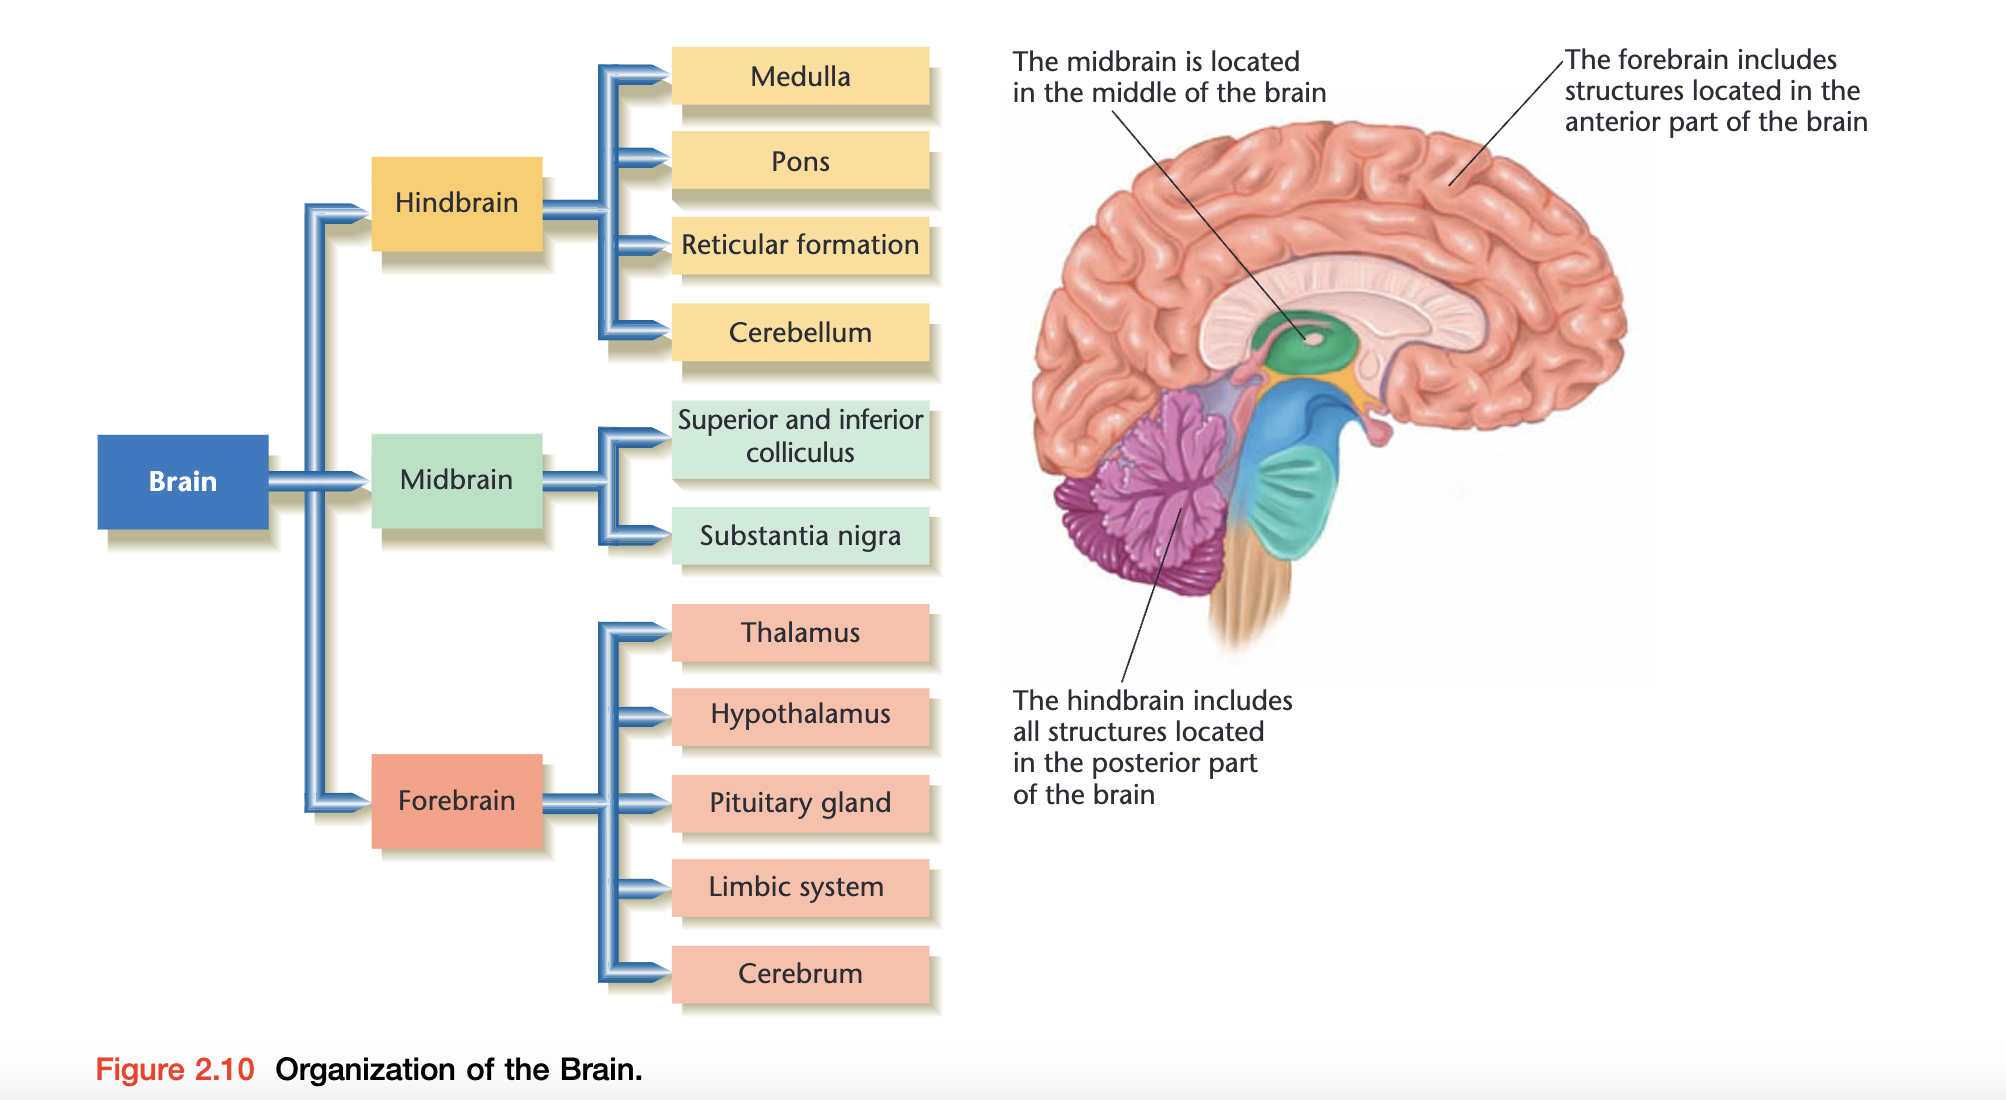 Brain
Hindbrain
Medulla
Pons
Reticular formation
Cerebellum
Midbrain
Superior and inferior
colliculus
Substantia nigra
Forebrain
Thalamus
Hypothalamus
Pituitary gland
Limbic system
Cerebrum
The midbrain is located
in the middle of the brain
The forebrain includes
structures located in the
anterior part of the brain
The hindbrain includes
all structures located
in the posterior part
of the brain
Figure 2.10 Organization of the Brain.